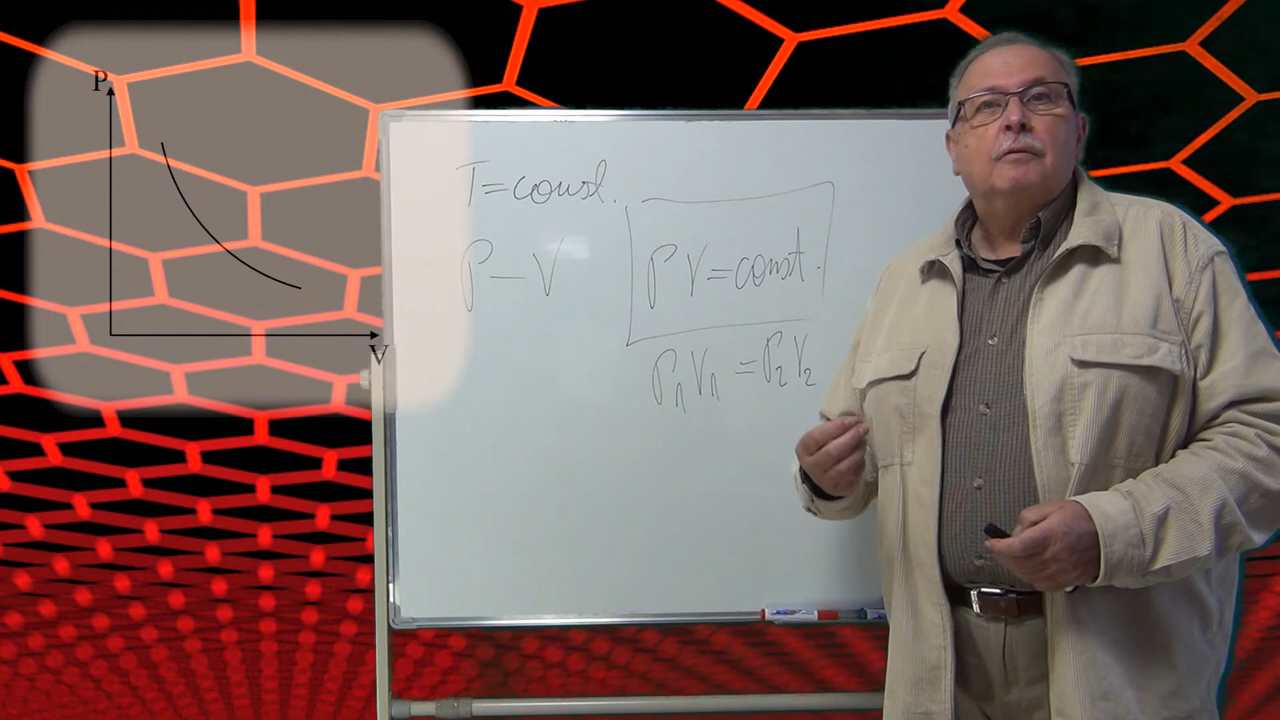 P
V
T=const.
P–V
PV=const.
P₁V₁=P₂V₂